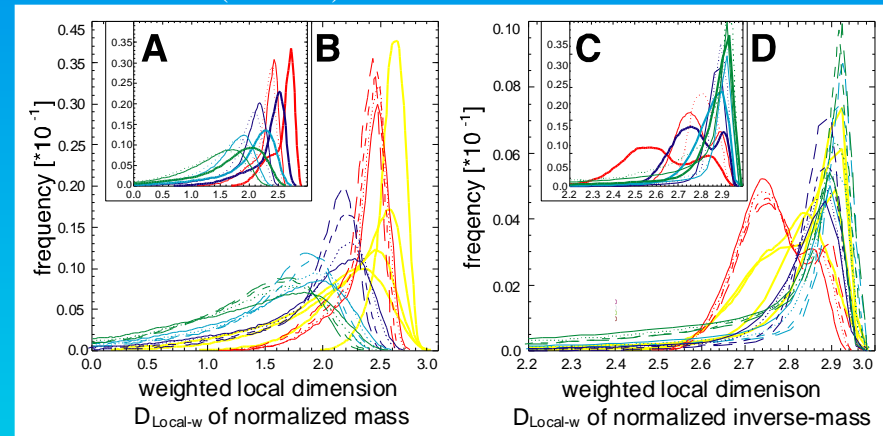 A
B
C
D
0.45
0.40
0.35
0.30
0.25
0.20
0.15
0.10
0.05
0.0
frequency [*10 -1]
0.35
0.30
0.25
0.20
0.15
0.10
0.05
0.0
0.0 0.5 1.0 1.5 2.0 2.5
0.0 0.5 1.0 1.5 2.0 2.5 3.0
weighted local dimension
DLocal-w of normalized mass
0.10
0.08
0.06
0.04
0.02
0.0
freqency [*10 -1]
0.35
0.30
0.25
0.20
0.15
0.10
0.05
0.0
2.2 2.3 2.4 2.5 2.6 2.7 2.8 2.9
2.2 2.3 2.4 2.5 2.6 2.7 2.8 2.9 3.0
weighted local dimenison
DLocal-w of normalized inverse-mass